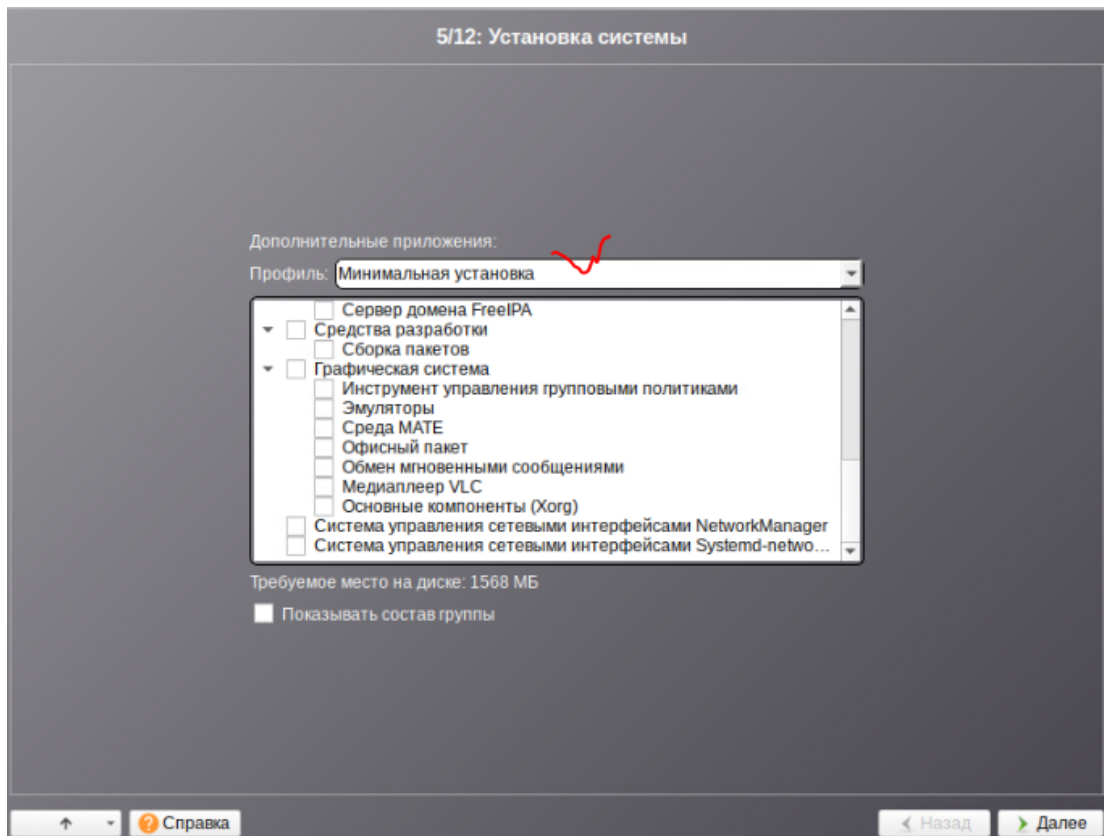 5/12: Установка системы
Дополнительные приложения:
Профиль: Минимальная установка
Сервер домена FreeIPA
Средства разработки
Сборка пакетов
Графическая система
Инструмент управления групповыми политиками
Эмуляторы
Среда MATE
Офисный пакет
Обмен мгновенными сообщениями
Медиаплеер VLC
Основные компоненты (Xorg)
Система управления сетевыми интерфейсами NetworkManager
Система управления сетевыми интерфейсами Systemd-netwo...
Требуемое место на диске: 1568 МБ
Показывать состав группы
Справка
Назад
Далее